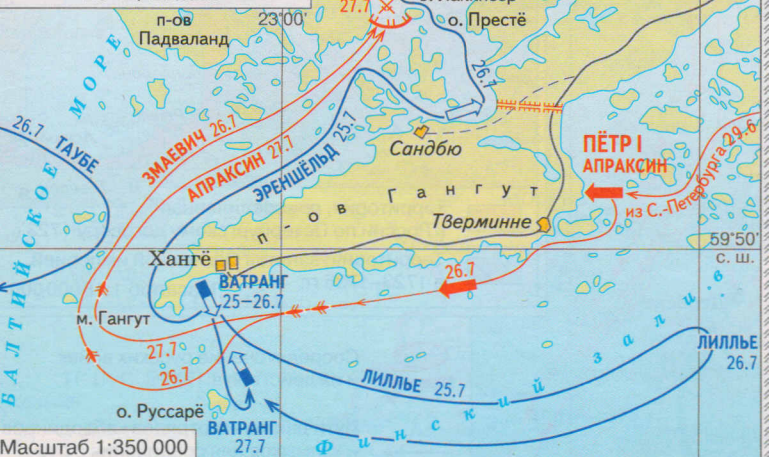 27.7
о. Престё
п-ов
Падваланд
23°00'
26.7
БАЛТИЙСКОЕ МОРЕ
26.7 ТАУБЕ
ЗМАЕВИЧ 26.7
АПРАКСИН 27.7
ЭРЕНШЁЛЬД 25.7
Сандбю
ПЁТР I
АПРАКСИН
из С.-Петербурга 29.6
п-ов Гангут
Тверминне
59°50'
с. ш.
Хангё
ВАТРАНГ
25–26.7
26.7
м. Гангут
27.7
26.7
ЛИЛЛЬЕ 25.7
ЛИЛЛЬЕ
26.7
Финский залив
о. Руссарё
ВАТРАНГ
27.7
Масштаб 1:350 000